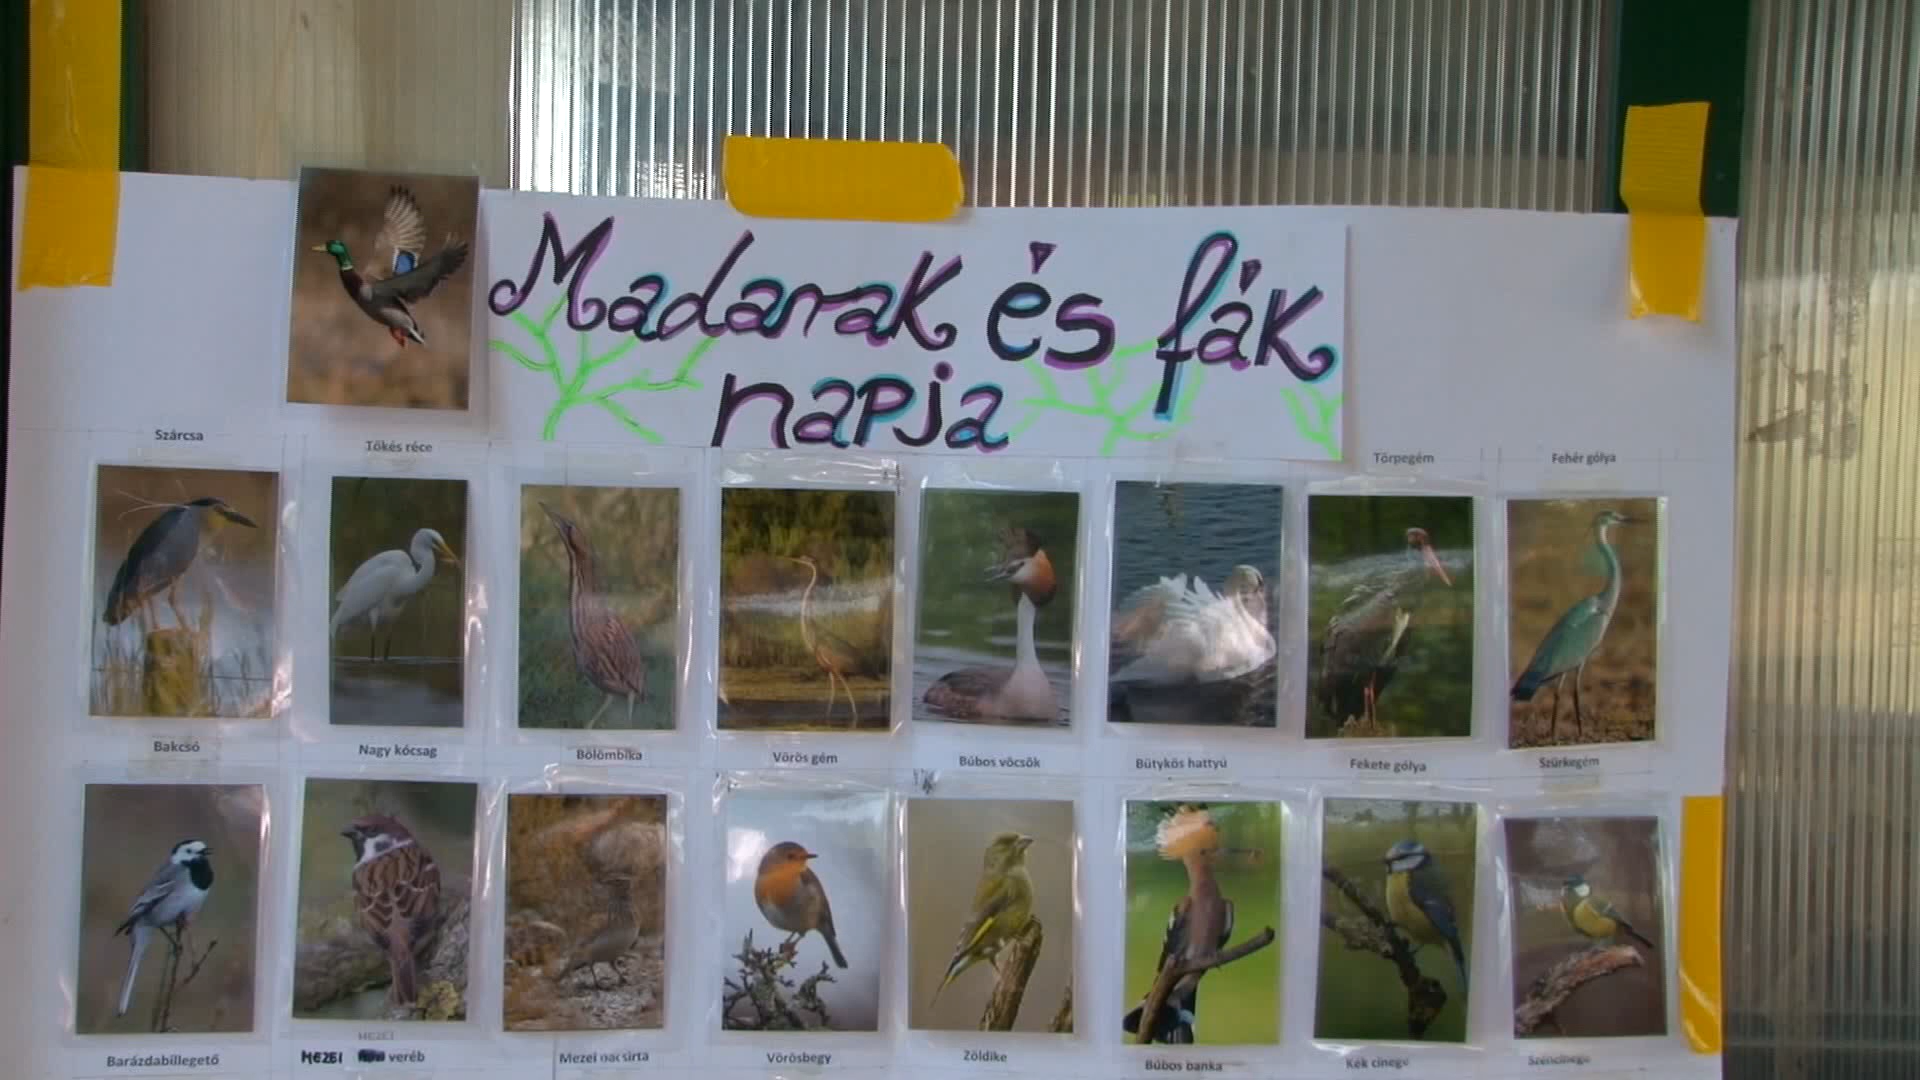 Madarak és fák
napja
Szárcsa
Tőkés réce
Törpegém
Fehér gólya
Bakcsó
Nagy kócsag
Bölömbika
Vörös gém
Búbos vöcsök
Bütykös hattyú
Fekete gólya
Szürkegém
MEZEI
Barázdabillegető
MEZEI veréb
Mezei pacsirta
Vörösbegy
Zöldike
Búbos banka
Kék cinege
Széncinege